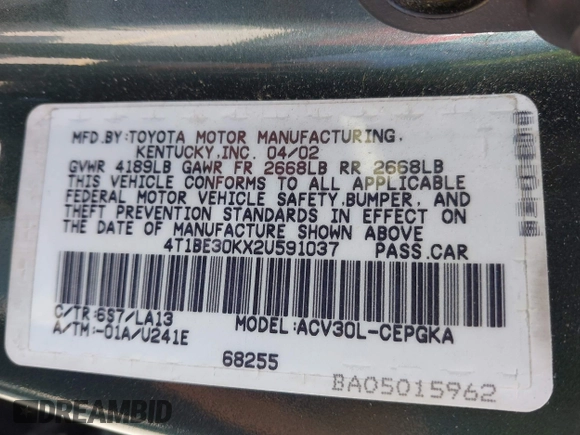 MFD.BY:TOYOTA MOTOR MANUFACTURING.
KENTUCKY,INC. 04/02
GVWR 4189LB GAWR FR 2668LB RR 2668LB
THIS VEHICLE CONFORMS TO ALL APPLICABLE
FEDERAL MOTOR VEHICLE SAFETY,BUMPER, AND
THEFT PREVENTION STANDARDS IN EFFECT ON
THE DATE OF MANUFACTURE SHOWN ABOVE
4T1BE30KX2U591037 PASS.CAR
C/TR:6S7/LA13 MODEL:ACV30L-CEPGKA
A/TM:-01A/U241E
68255
BA05015962
DREAMBID